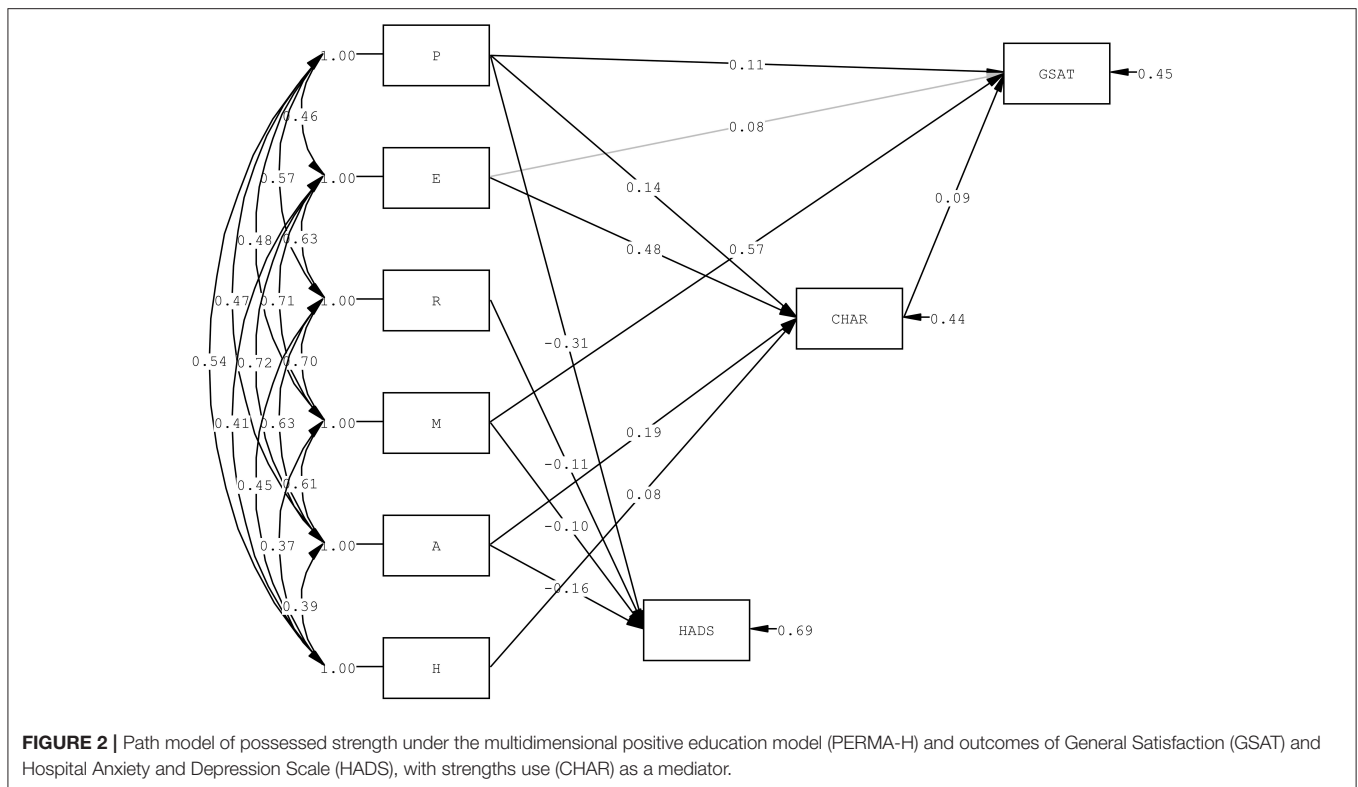 1.00 P 0.11 GSAT 0.45
0.46 0.08
1.00 E 0.57 0.14
0.48 0.63 0.48 0.57 0.09
1.00 R 0.47 0.71 CHAR 0.44
0.54 0.72 0.70 -0.31
1.00 M 0.41 0.63 0.19
0.45 0.61 -0.11 0.08
1.00 A 0.37 -0.10
0.39 -0.16 HADS 0.69
1.00 H
FIGURE 2 | Path model of possessed strength under the multidimensional positive education model (PERMA-H) and outcomes of General Satisfaction (GSAT) and
Hospital Anxiety and Depression Scale (HADS), with strengths use (CHAR) as a mediator.